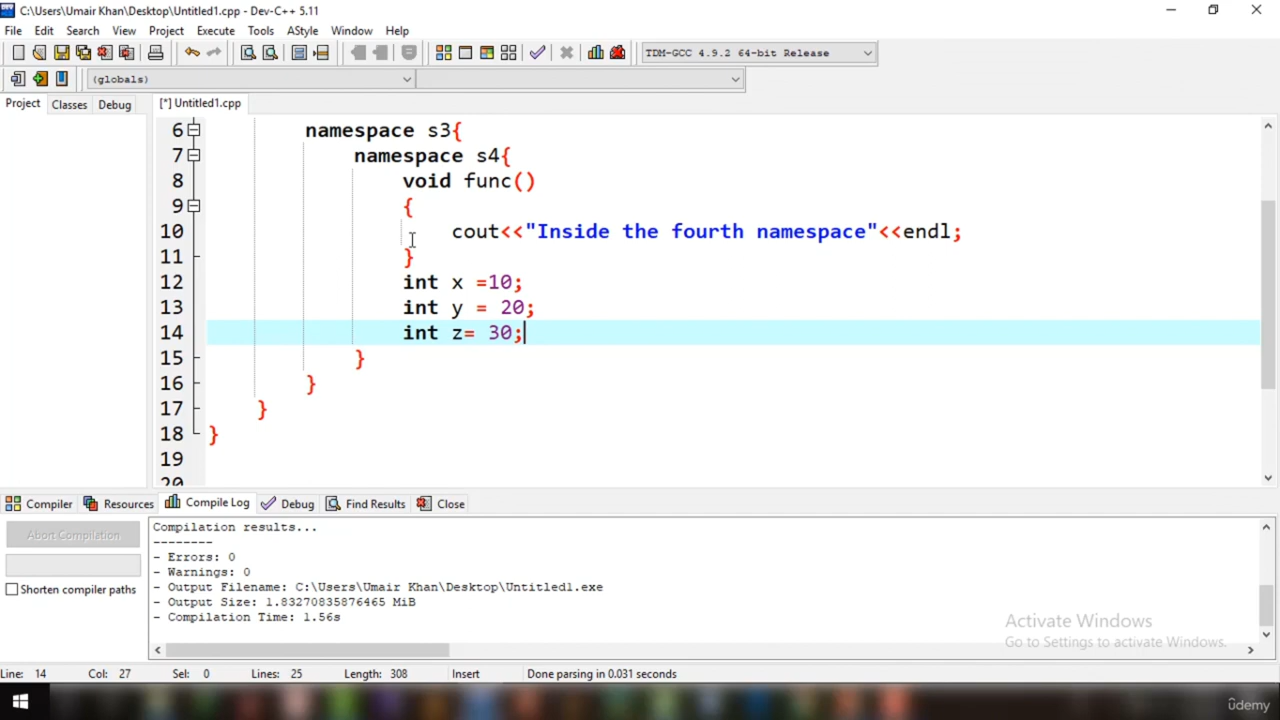 C:\Users\Umair Khan\Desktop\Untitled1.cpp - Dev-C++ 5.11
File Edit Search View Project Execute Tools AStyle Window Help
TDM-GCC 4.9.2 64-bit Release
(globals)
Project Classes Debug [*] Untitled1.cpp
6 namespace s3{
7 namespace s4{
8 void func()
9 {
10 cout<<"Inside the fourth namespace"<<endl;
11 }
12 int x =10;
13 int y = 20;
14 int z= 30;
15 }
16 }
17 }
18 }
19
20
Compiler Resources Compile Log Debug Find Results Close
Abort Compilation
Shorten compiler paths
Compilation results...
--------
- Errors: 0
- Warnings: 0
- Output Filename: C:\Users\Umair Khan\Desktop\Untitled1.exe
- Output Size: 1.83270835876465 MiB
- Compilation Time: 1.56s
Activate Windows
Go to Settings to activate Windows.
Line: 14 Col: 27 Sel: 0 Lines: 25 Length: 308 Insert Done parsing in 0.031 seconds
ûdemy